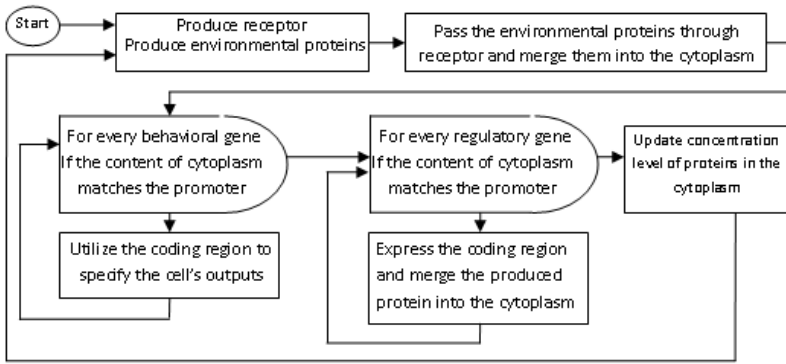 Start
Produce receptor
Produce environmental proteins
Pass the environmental proteins through
receptor and merge them into the cytoplasm
For every behavioral gene
If the content of cytoplasm
matches the promoter
For every regulatory gene
If the content of cytoplasm
matches the promoter
Update concentration
level of proteins in the
cytoplasm
Utilize the coding region to
specify the cell's outputs
Express the coding region
and merge the produced
protein into the cytoplasm